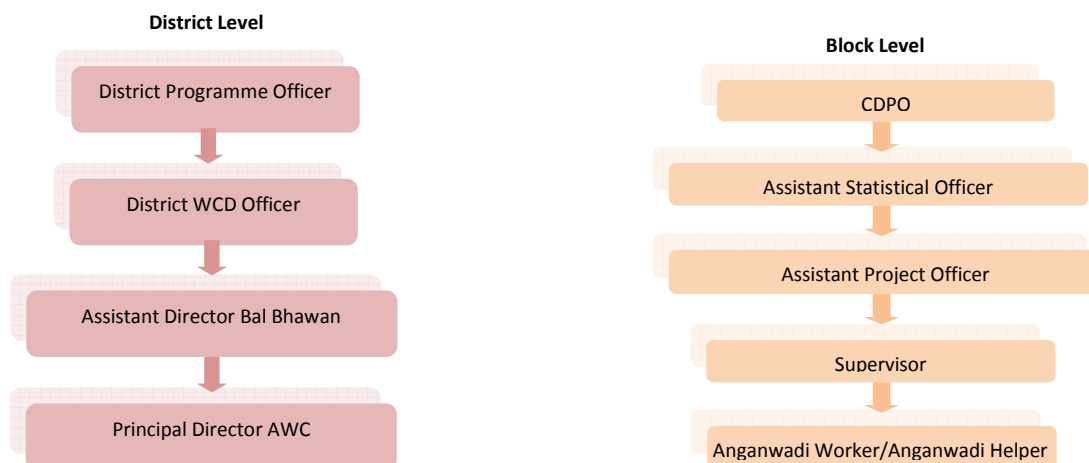 District Level
District Programme Officer
District WCD Officer
Assistant Director Bal Bhawan
Principal Director AWC
Block Level
CDPO
Assistant Statistical Officer
Assistant Project Officer
Supervisor
Anganwadi Worker/Anganwadi Helper